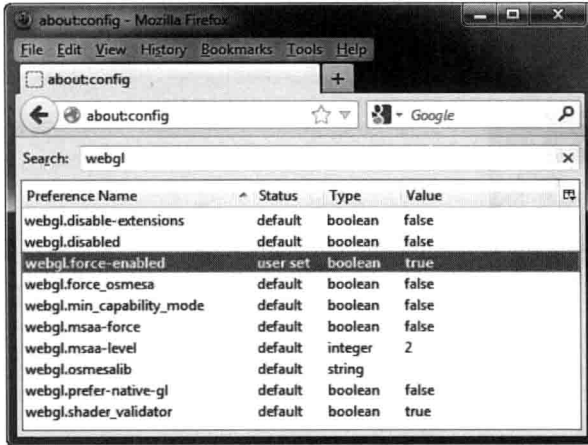 about:config - Mozilla Firefox
File Edit View History Bookmarks Tools Help
about:config
about:config Google
Search: webgl
Preference Name Status Type Value
webgl.disable-extensions default boolean false
webgl.disabled default boolean false
webgl.force-enabled user set boolean true
webgl.force_osmesa default boolean false
webgl.min_capability_mode default boolean false
webgl.msaa-force default boolean false
webgl.msaa-level default integer 2
webgl.osmesalib default string
webgl.prefer-native-gl default boolean false
webgl.shader_validator default boolean true